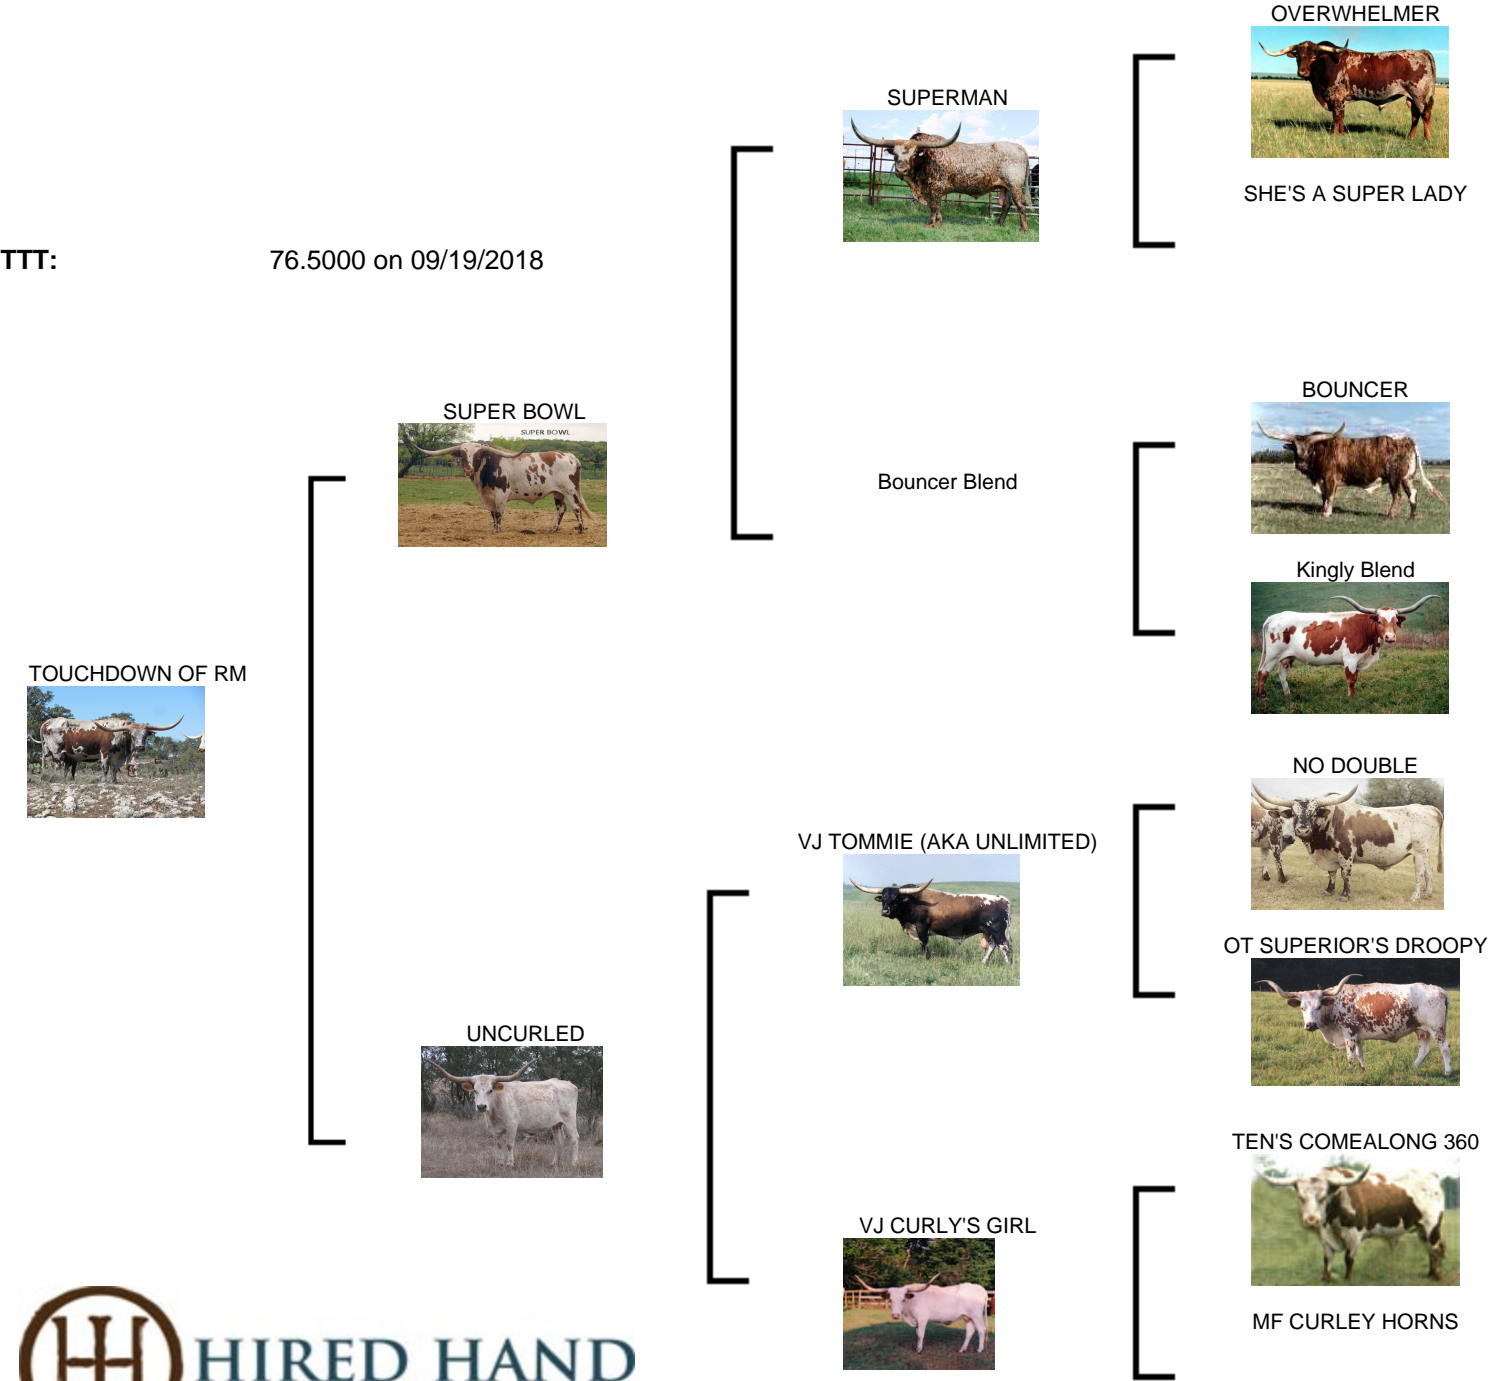 OVERWHELMER
SUPERMAN
SHE'S A SUPER LADY
TTT: 76.5000 on 09/19/2018
BOUNCER
SUPER BOWL
SUPER BOWL
Bouncer Blend
Kingly Blend
TOUCHDOWN OF RM
NO DOUBLE
VJ TOMMIE (AKA UNLIMITED)
OT SUPERIOR'S DROOPY
UNCURLED
TEN'S COMEALONG 360
VJ CURLY'S GIRL
MF CURLEY HORNS
HH HIRED HAND